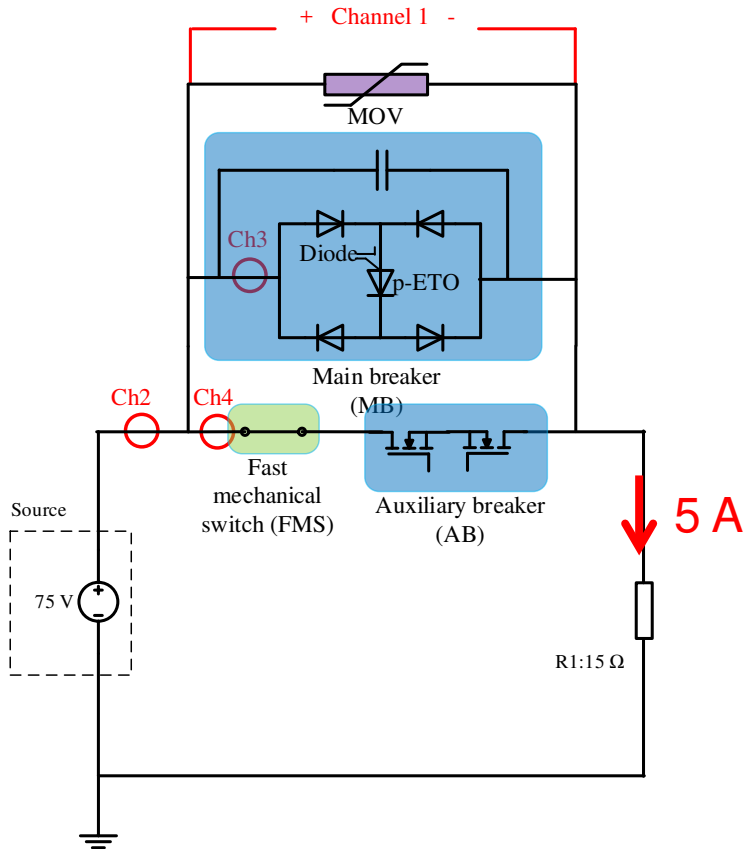 + Channel 1 -
MOV
Ch3
Diode
p-ETO
Main breaker
(MB)
Ch2
Ch4
Fast
mechanical
switch (FMS)
Auxiliary breaker
(AB)
Source
5 A
75 V
R1:15 Ω